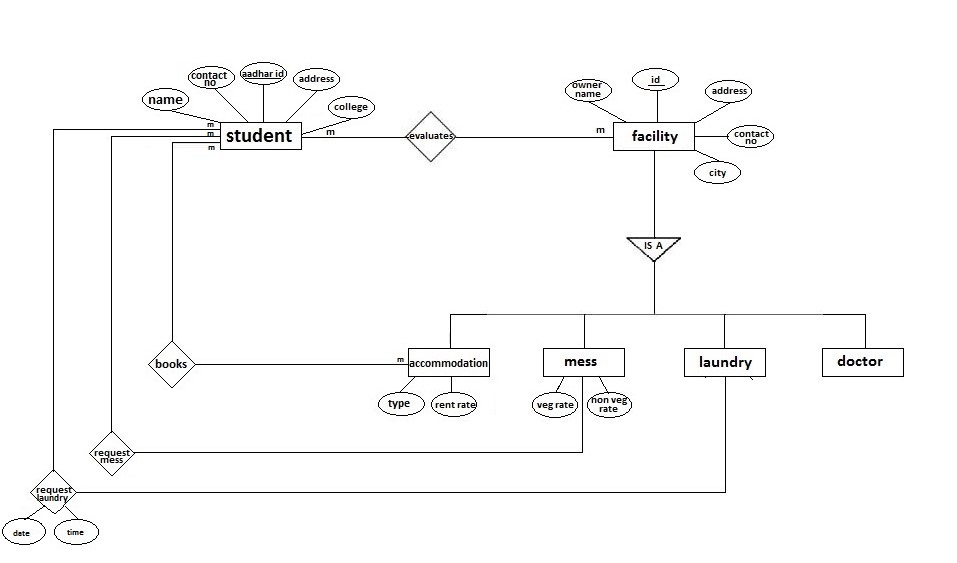 name
contact
no
aadhar id
address
college
m
m
m
student
m
evaluates
m
facility
owner
name
id
address
contact
no
city
IS A
books
m
accommodation
mess
laundry
doctor
type
rent rate
veg rate
non veg
rate
request
mess
request
laundry
date
time